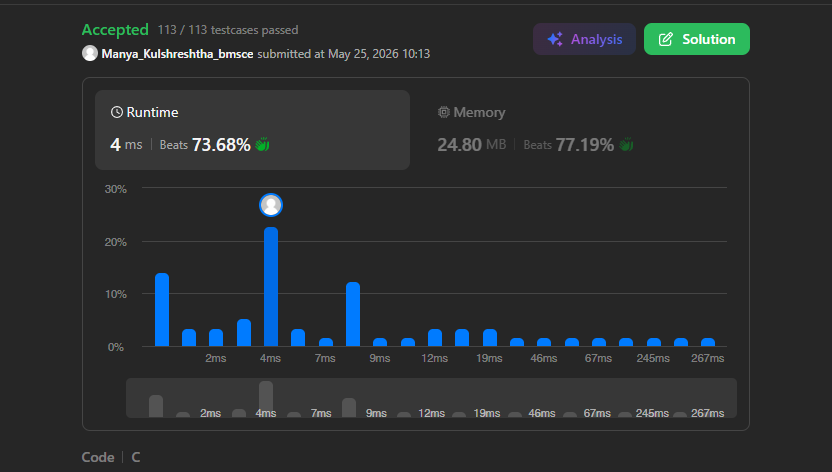 Accepted 113 / 113 testcases passed
Manya_Kulshreshtha_bmsce submitted at May 25, 2026 10:13
Analysis
Solution
Runtime
4 ms | Beats 73.68%
Memory
24.80 MB | Beats 77.19%
30%
20%
10%
0%
2ms 4ms 7ms 9ms 12ms 19ms 46ms 67ms 245ms 267ms
2ms 4ms 7ms 9ms 12ms 19ms 46ms 67ms 245ms 267ms
Code | C